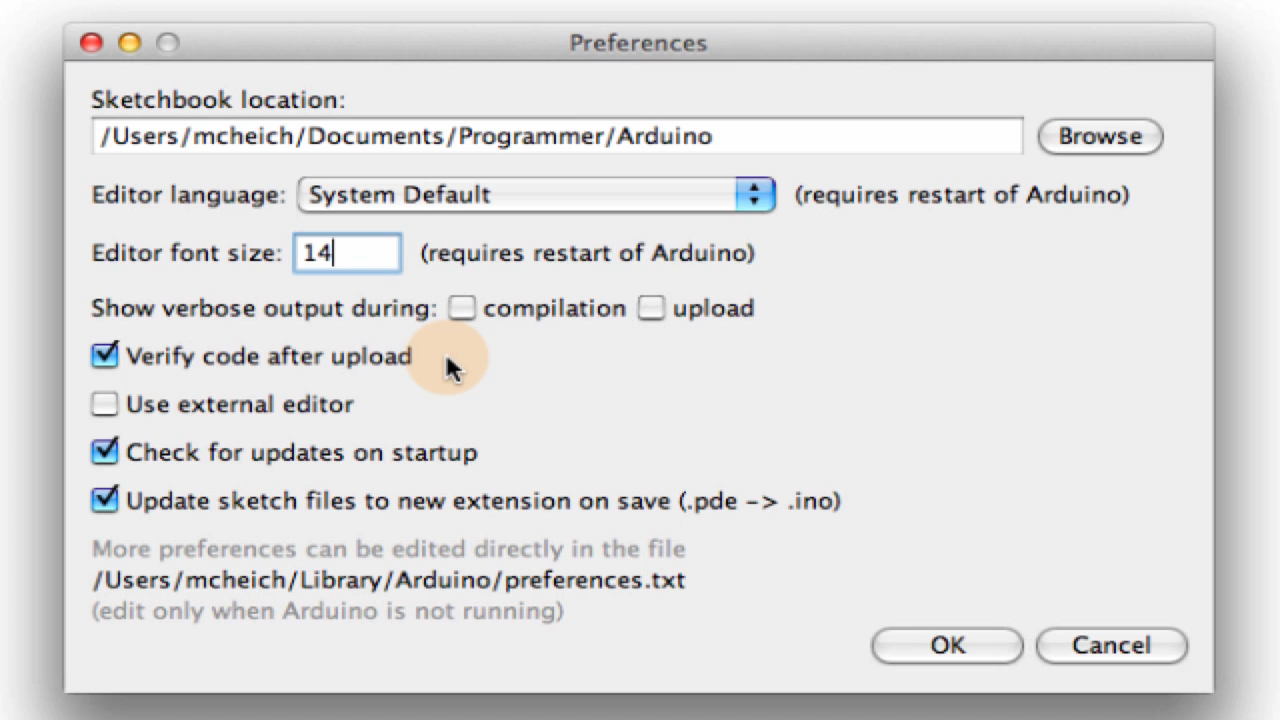 Preferences
Sketchbook location:
/Users/mcheich/Documents/Programmer/Arduino
Browse
Editor language: System Default (requires restart of Arduino)
Editor font size: 14 (requires restart of Arduino)
Show verbose output during: compilation upload
Verify code after upload
Use external editor
Check for updates on startup
Update sketch files to new extension on save (.pde -> .ino)
More preferences can be edited directly in the file
/Users/mcheich/Library/Arduino/preferences.txt
(edit only when Arduino is not running)
OK Cancel